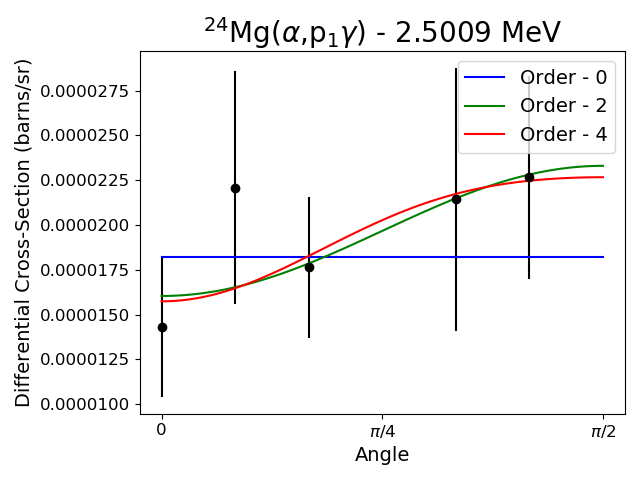 ²⁴Mg(α,p₁γ) - 2.5009 MeV
Differential Cross-Section (barns/sr)
0.0000275
0.0000250
0.0000225
0.0000200
0.0000175
0.0000150
0.0000125
0.0000100
Order - 0
Order - 2
Order - 4
0
π/4
π/2
Angle